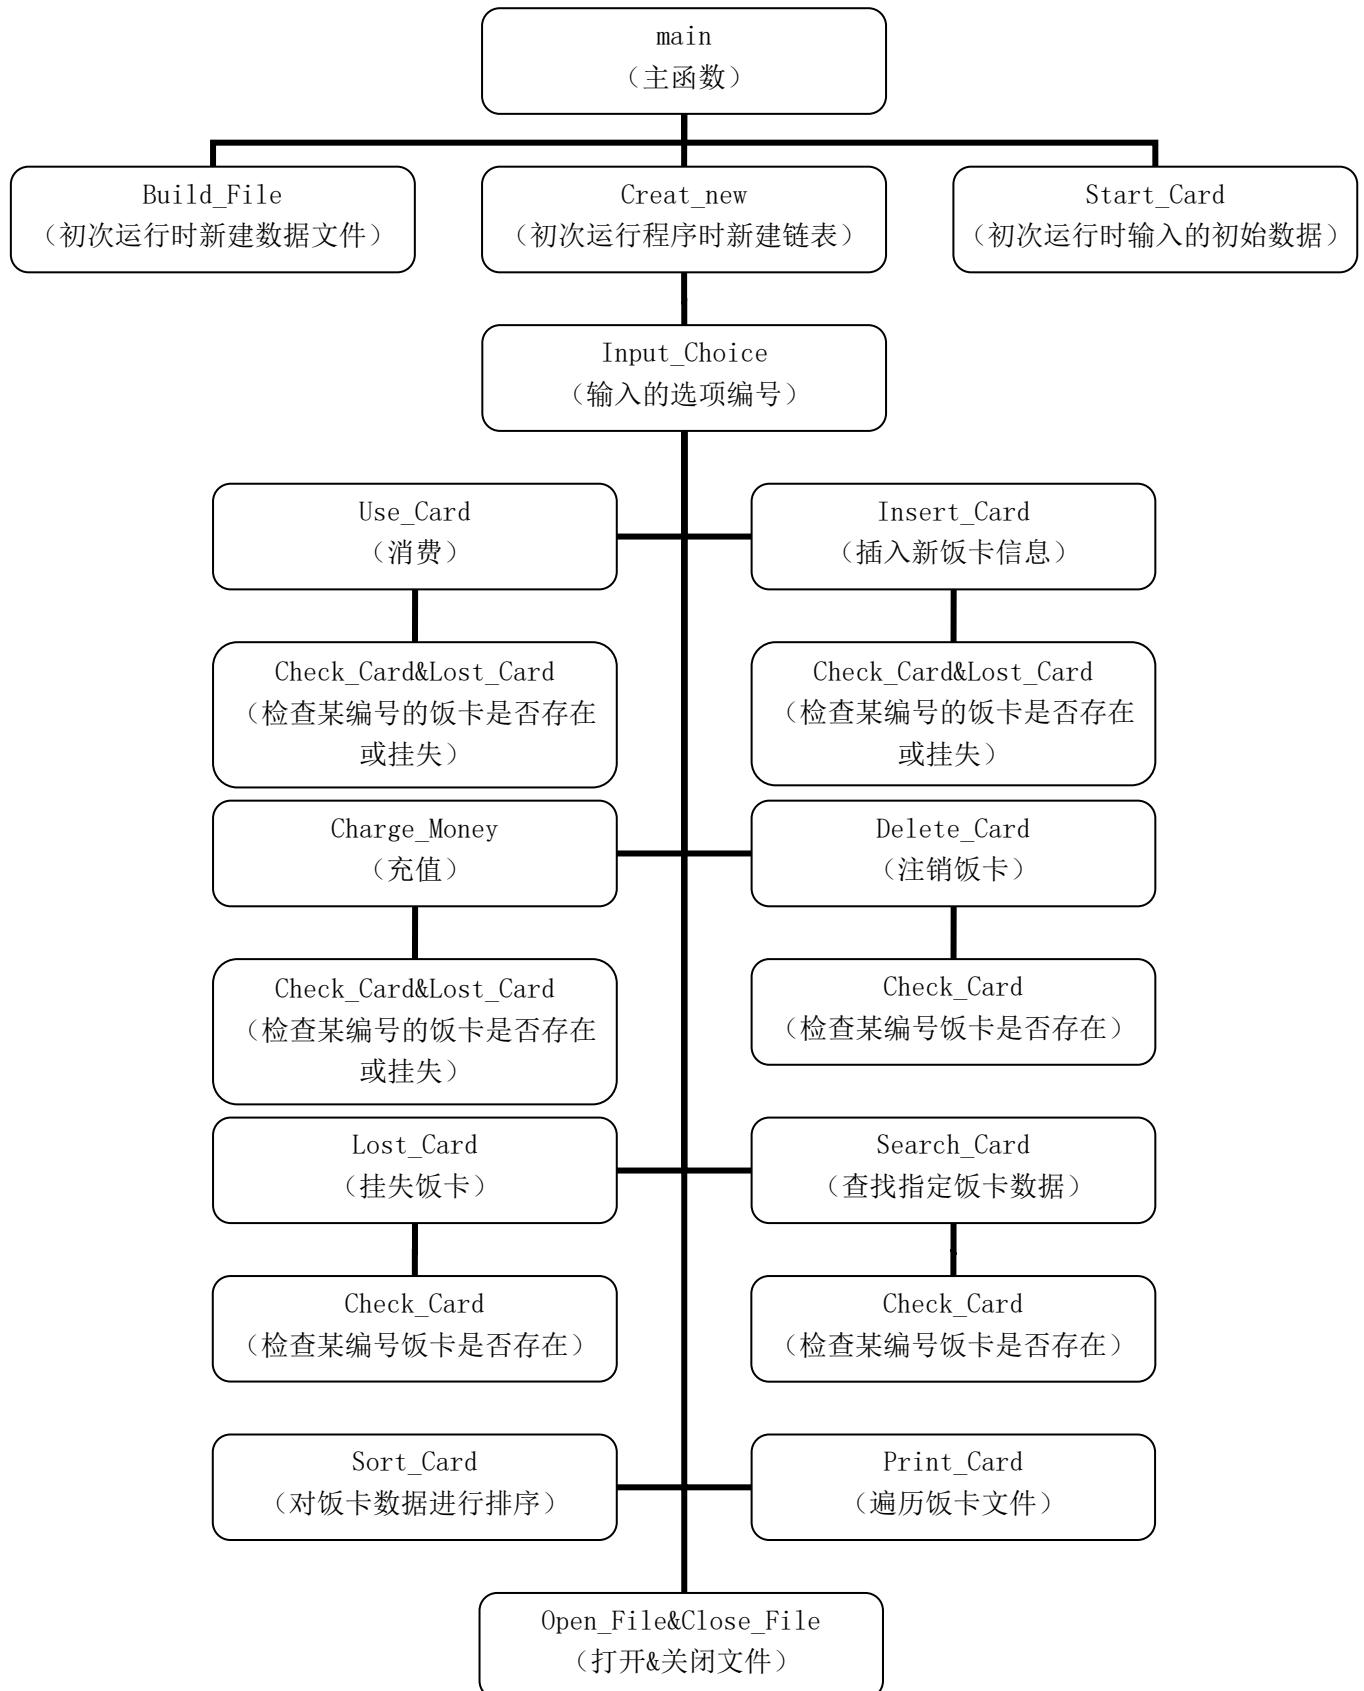 main
（主函数）
Build_File
（初次运行时新建数据文件）
Creat_new
（初次运行程序时新建链表）
Start_Card
（初次运行时输入的初始数据）
Input_Choice
（输入的选项编号）
Use_Card
（消费）
Insert_Card
（插入新饭卡信息）
Check_Card&Lost_Card
（检查某编号的饭卡是否存在
或挂失）
Check_Card&Lost_Card
（检查某编号的饭卡是否存在
或挂失）
Charge_Money
（充值）
Delete_Card
（注销饭卡）
Check_Card&Lost_Card
（检查某编号的饭卡是否存在
或挂失）
Check_Card
（检查某编号饭卡是否存在）
Lost_Card
（挂失饭卡）
Search_Card
（查找指定饭卡数据）
Check_Card
（检查某编号饭卡是否存在）
Check_Card
（检查某编号饭卡是否存在）
Sort_Card
（对饭卡数据进行排序）
Print_Card
（遍历饭卡文件）
Open_File&Close_File
（打开&关闭文件）